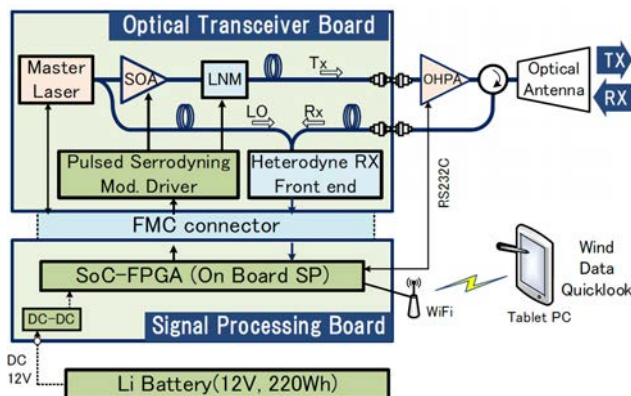 Optical Transceiver Board
Master
Laser
SOA
LNM
Tx
OHPA
Optical
Antenna
TX
RX
LO
Rx
Pulsed Serrodyning
Mod. Driver
Heterodyne RX
Front end
RS232C
FMC connector
SoC-FPGA (On Board SP)
WiFi
Tablet PC
Wind
Data
Quicklook
DC-DC
Signal Processing Board
DC
12V
Li Battery(12V, 220Wh)